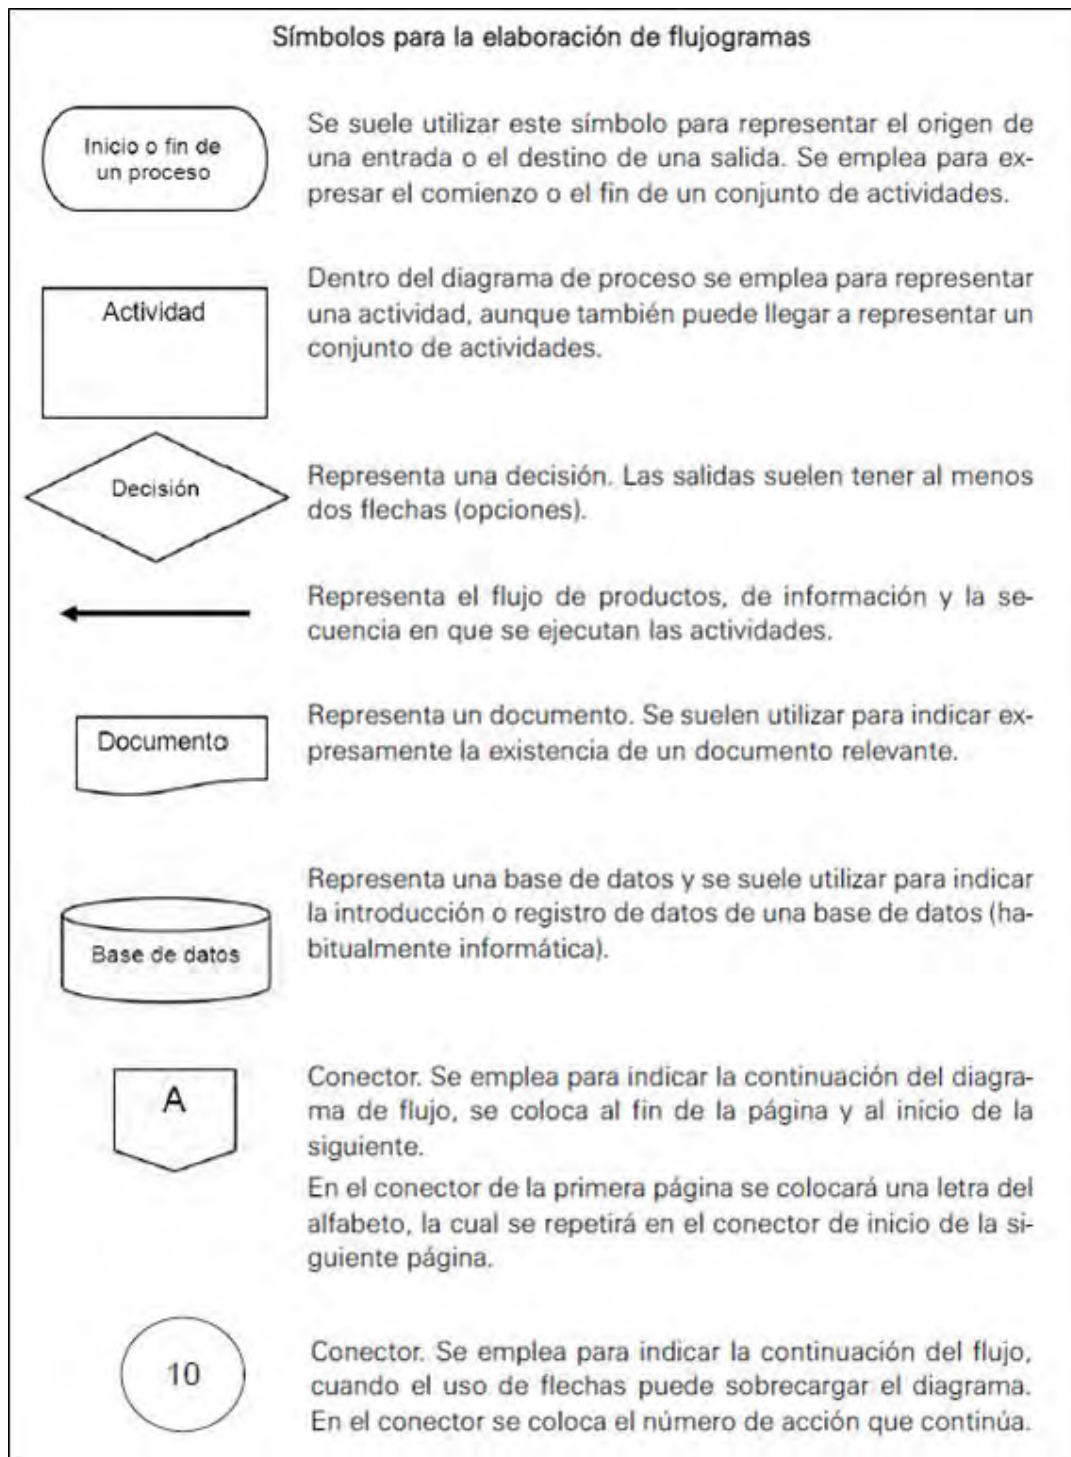 Símbolos para la elaboración de flujogramas
Inicio o fin de
un proceso
Se suele utilizar este símbolo para representar el origen de
una entrada o el destino de una salida. Se emplea para ex-
presar el comienzo o el fin de un conjunto de actividades.
Actividad
Dentro del diagrama de proceso se emplea para representar
una actividad, aunque también puede llegar a representar un
conjunto de actividades.
Decisión
Representa una decisión. Las salidas suelen tener al menos
dos flechas (opciones).
Representa el flujo de productos, de información y la se-
cuencia en que se ejecutan las actividades.
Documento
Representa un documento. Se suelen utilizar para indicar ex-
presamente la existencia de un documento relevante.
Base de datos
Representa una base de datos y se suele utilizar para indicar
la introducción o registro de datos de una base de datos (ha-
bitualmente informática).
A
Conector. Se emplea para indicar la continuación del diagra-
ma de flujo, se coloca al fin de la página y al inicio de la
siguiente.
En el conector de la primera página se colocará una letra del
alfabeto, la cual se repetirá en el conector de inicio de la si-
guiente página.
10
Conector. Se emplea para indicar la continuación del flujo,
cuando el uso de flechas puede sobrecargar el diagrama.
En el conector se coloca el número de acción que continúa.